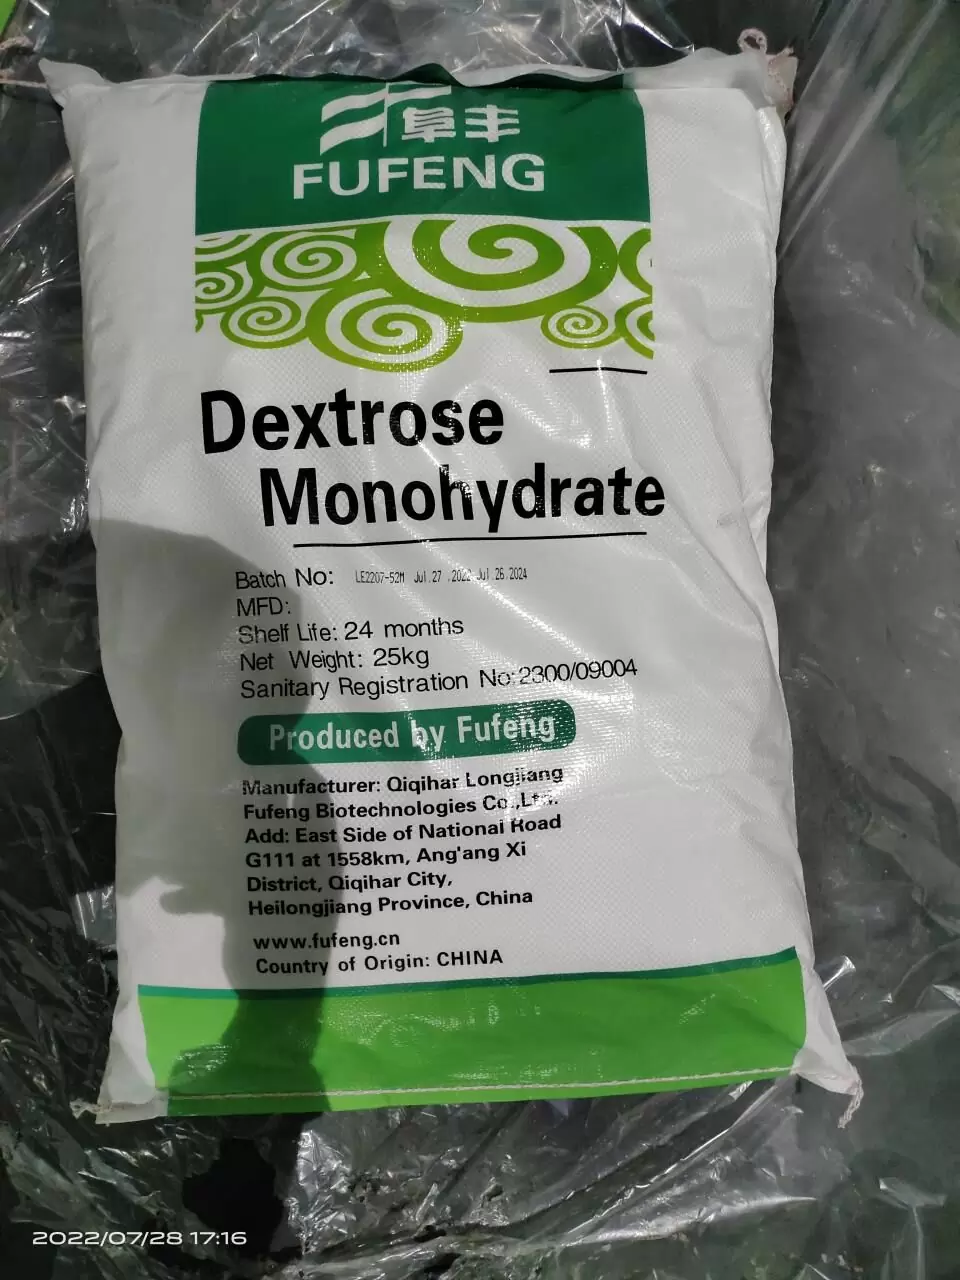 阜丰
FUFENG
Dextrose
Monohydrate
Batch No: LE2207-52M Jul.27 .2022 Jul.26.2024
MFD:
Shelf Life: 24 months
Net Weight: 25kg
Sanitary Registration No:2300/09004
Produced by Fufeng
Manufacturer: Qiqihar Longjiang
Fufeng Biotechnologies Co.,Ltd.
Add: East Side of National Road
G111 at 1558km, Ang'ang Xi
District, Qiqihar City,
Heilongjiang Province, China
www.fufeng.cn
Country of Origin: CHINA
2022/07/28 17:16